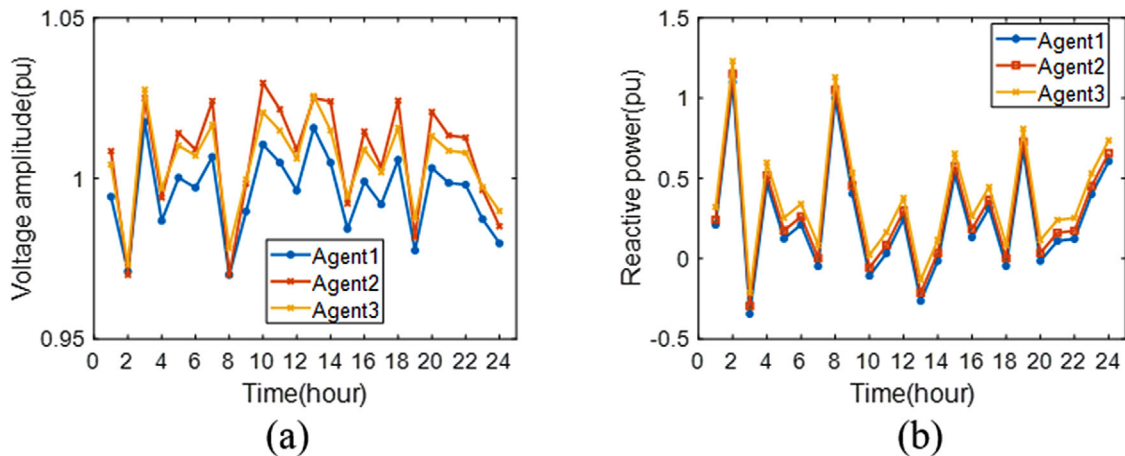 1.05
1
0.95
Voltage amplitude(pu)
Agent1
Agent2
Agent3
0 2 4 6 8 10 12 14 16 18 20 22 24
Time(hour)
(a)
1.5
1
0.5
0
-0.5
Reactive power(pu)
Agent1
Agent2
Agent3
0 2 4 6 8 10 12 14 16 18 20 22 24
Time(hour)
(b)